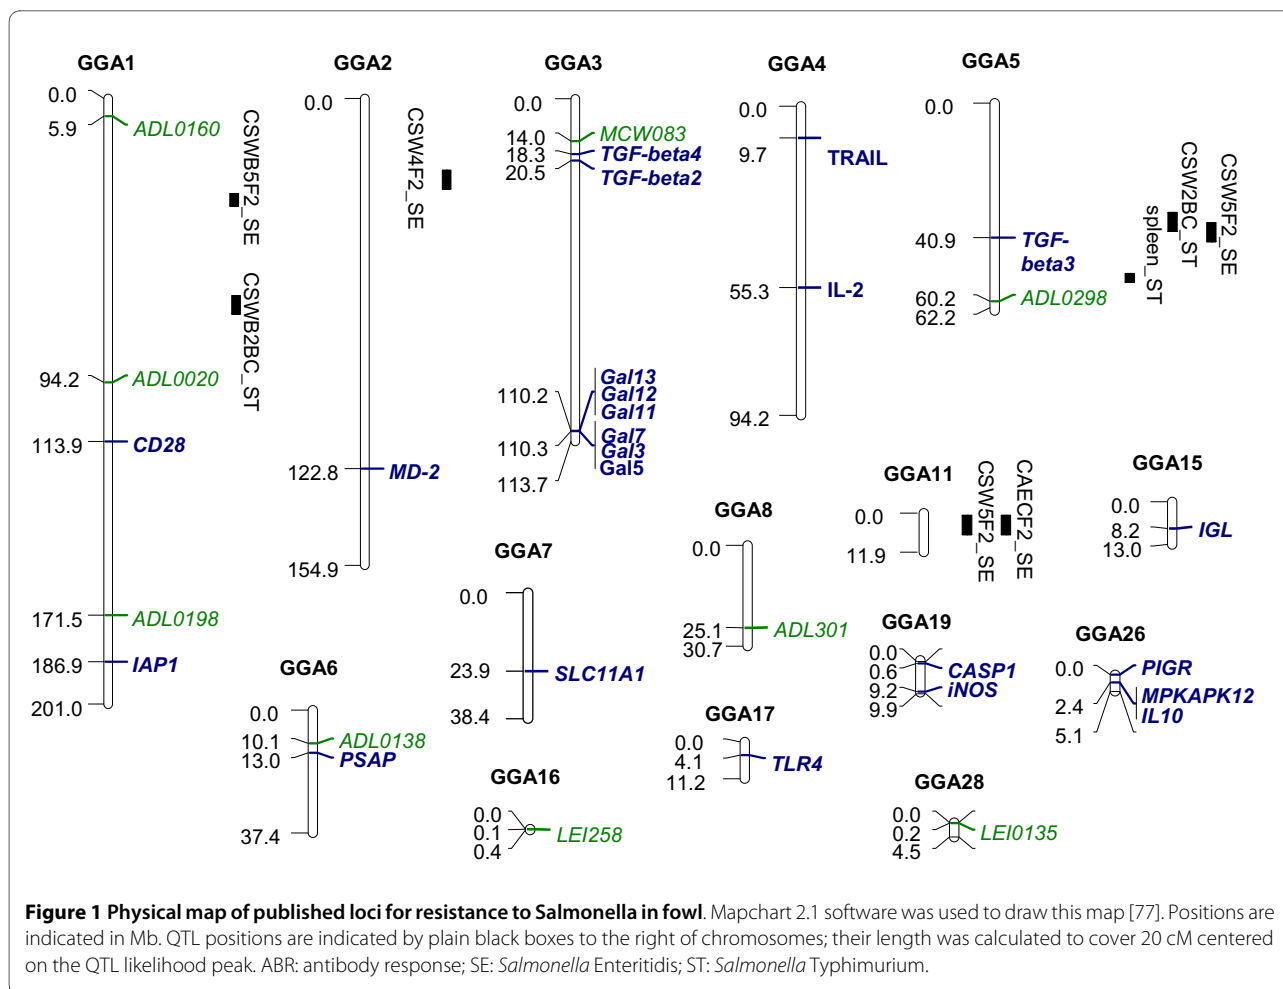 GGA1
0.0
5.9
ADL0160
94.2
ADL0020
113.9
CD28
171.5
ADL0198
186.9
IAP1
201.0
CSWB5F2_SE
CSWB2BC_ST
GGA2
0.0
122.8
MD-2
154.9
CSW4F2_SE
GGA3
0.0
14.0
MCW083
18.3
TGF-beta4
20.5
TGF-beta2
110.2
Gal13
Gal12
Gal11
110.3
Gal7
Gal3
Gal5
113.7
GGA4
0.0
9.7
TRAIL
55.3
IL-2
94.2
GGA5
0.0
40.9
TGF-
beta3
60.2
ADL0298
62.2
spleen_ST
CSW2BC_ST
CSW5F2_SE
GGA6
0.0
10.1
ADL0138
13.0
PSAP
37.4
GGA7
0.0
23.9
SLC11A1
38.4
GGA8
0.0
25.1
ADL301
30.7
GGA11
0.0
11.9
CSW5F2_SE
CAECF2_SE
GGA15
0.0
8.2
IGL
13.0
GGA16
0.0
0.1
LEI258
0.4
GGA17
0.0
4.1
TLR4
11.2
GGA19
0.0
0.6
CASP1
9.2
iNOS
9.9
GGA26
0.0
PIGR
2.4
MPKAPK12
IL10
5.1
GGA28
0.0
0.2
LEI0135
4.5
Figure 1 Physical map of published loci for resistance to Salmonella in fowl. Mapchart 2.1 software was used to draw this map [77]. Positions are
indicated in Mb. QTL positions are indicated by plain black boxes to the right of chromosomes; their length was calculated to cover 20 cM centered
on the QTL likelihood peak. ABR: antibody response; SE: Salmonella Enteritidis; ST: Salmonella Typhimurium.